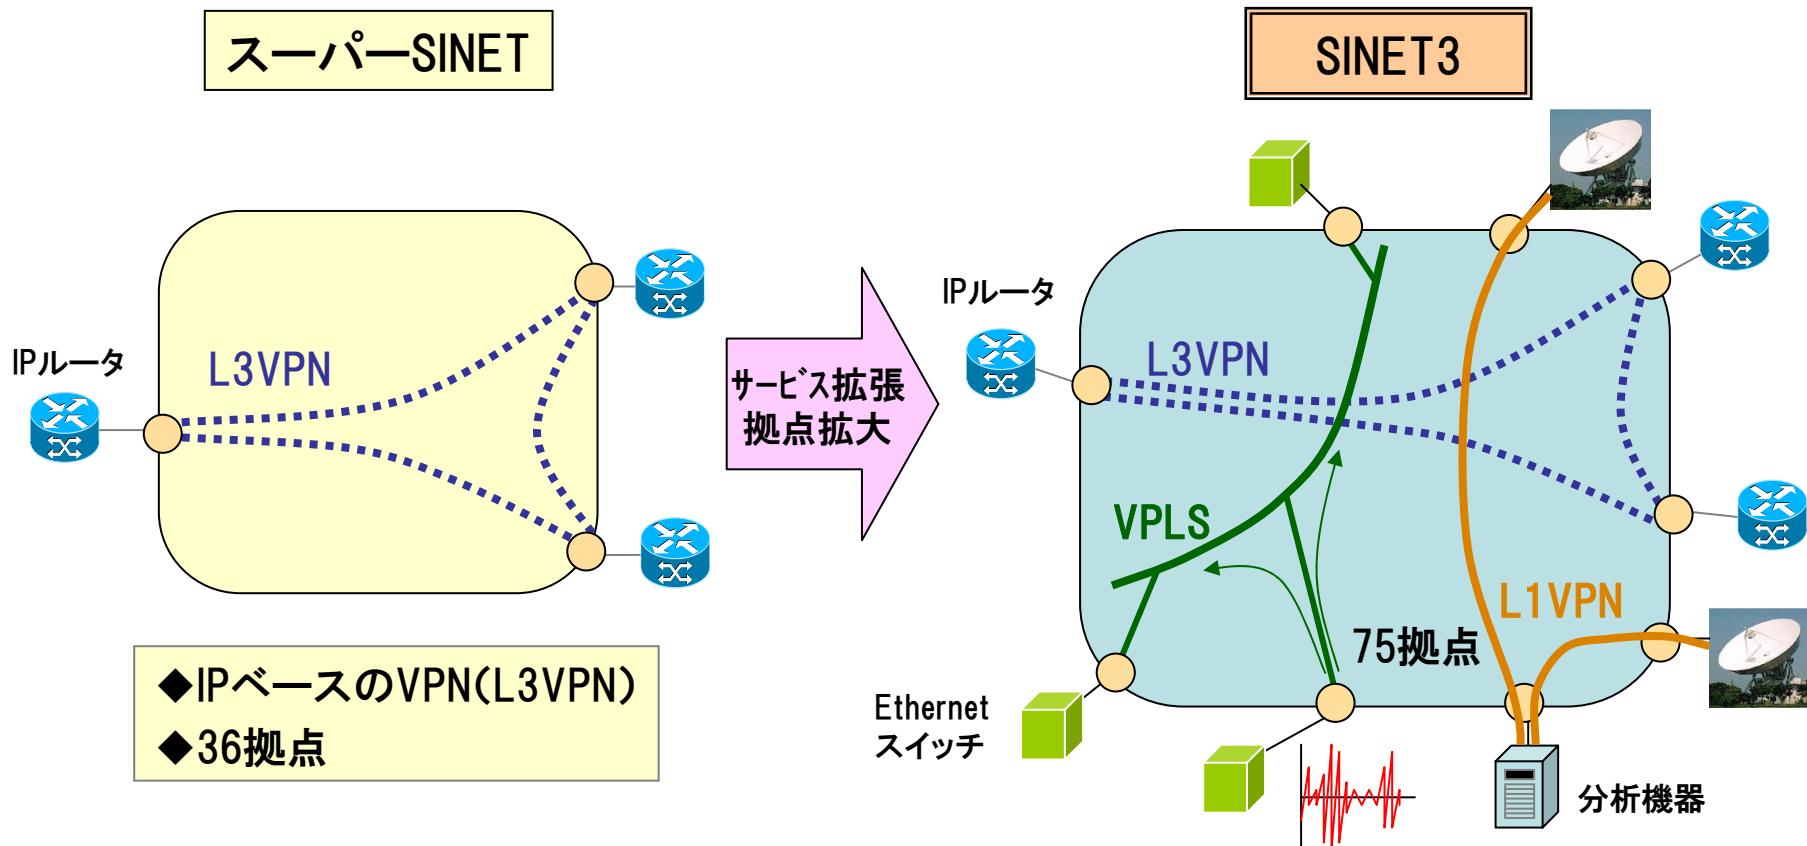 スーパーSINET
SINET3
IPルータ
L3VPN
サービス拡張
拠点拡大
IPルータ
L3VPN
VPLS
L1VPN
75拠点
◆IPベースのVPN(L3VPN)
◆36拠点
Ethernet
スイッチ
分析機器